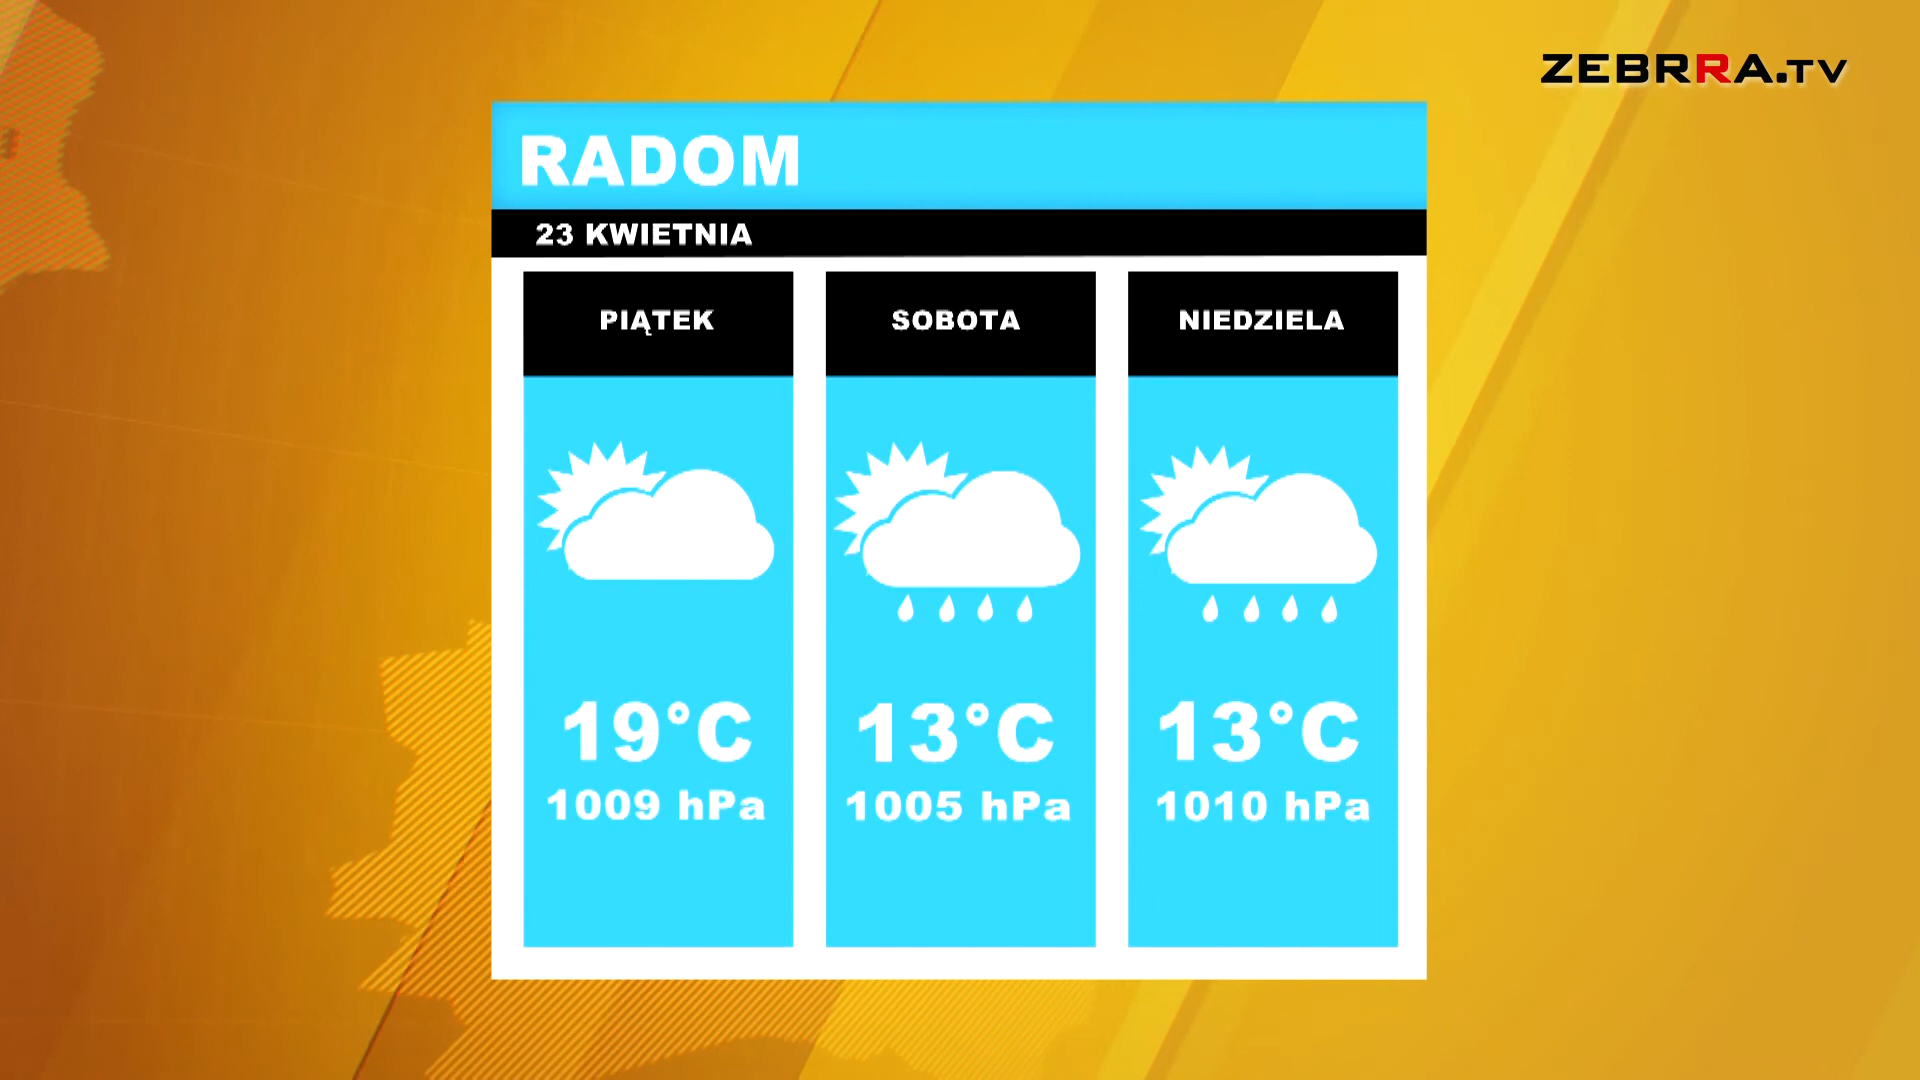 ZEBRRA.TV
RADOM
23 KWIETNIA
PIĄTEK
SOBOTA
NIEDZIELA
19°C
13°C
13°C
1009 hPa
1005 hPa
1010 hPa